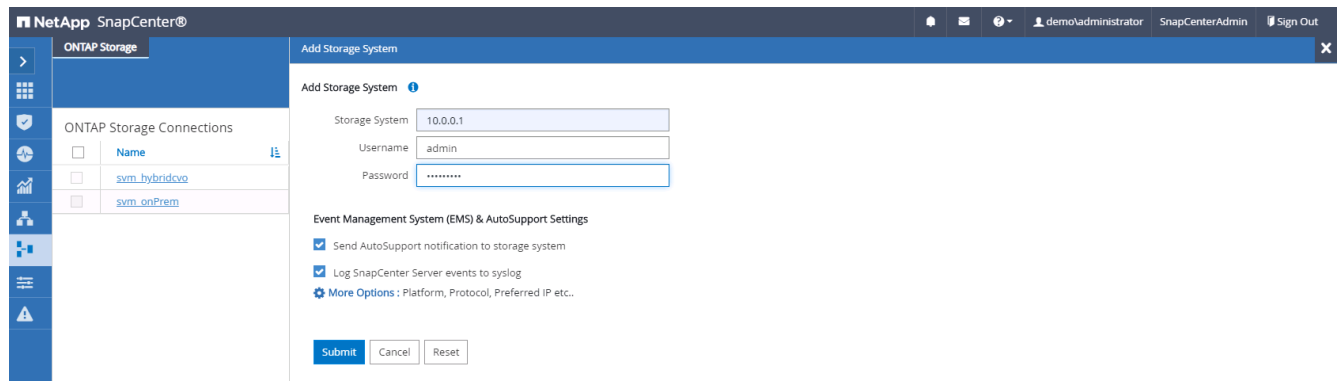 NetApp SnapCenter®
demo\administrator SnapCenterAdmin Sign Out
ONTAP Storage
Add Storage System
Add Storage System
ONTAP Storage Connections
Name
svm_hybridcvo
svm_onPrem
Storage System 10.0.0.1
Username admin
Password •••••••••
Event Management System (EMS) & AutoSupport Settings
Send AutoSupport notification to storage system
Log SnapCenter Server events to syslog
More Options : Platform, Protocol, Preferred IP etc..
Submit Cancel Reset